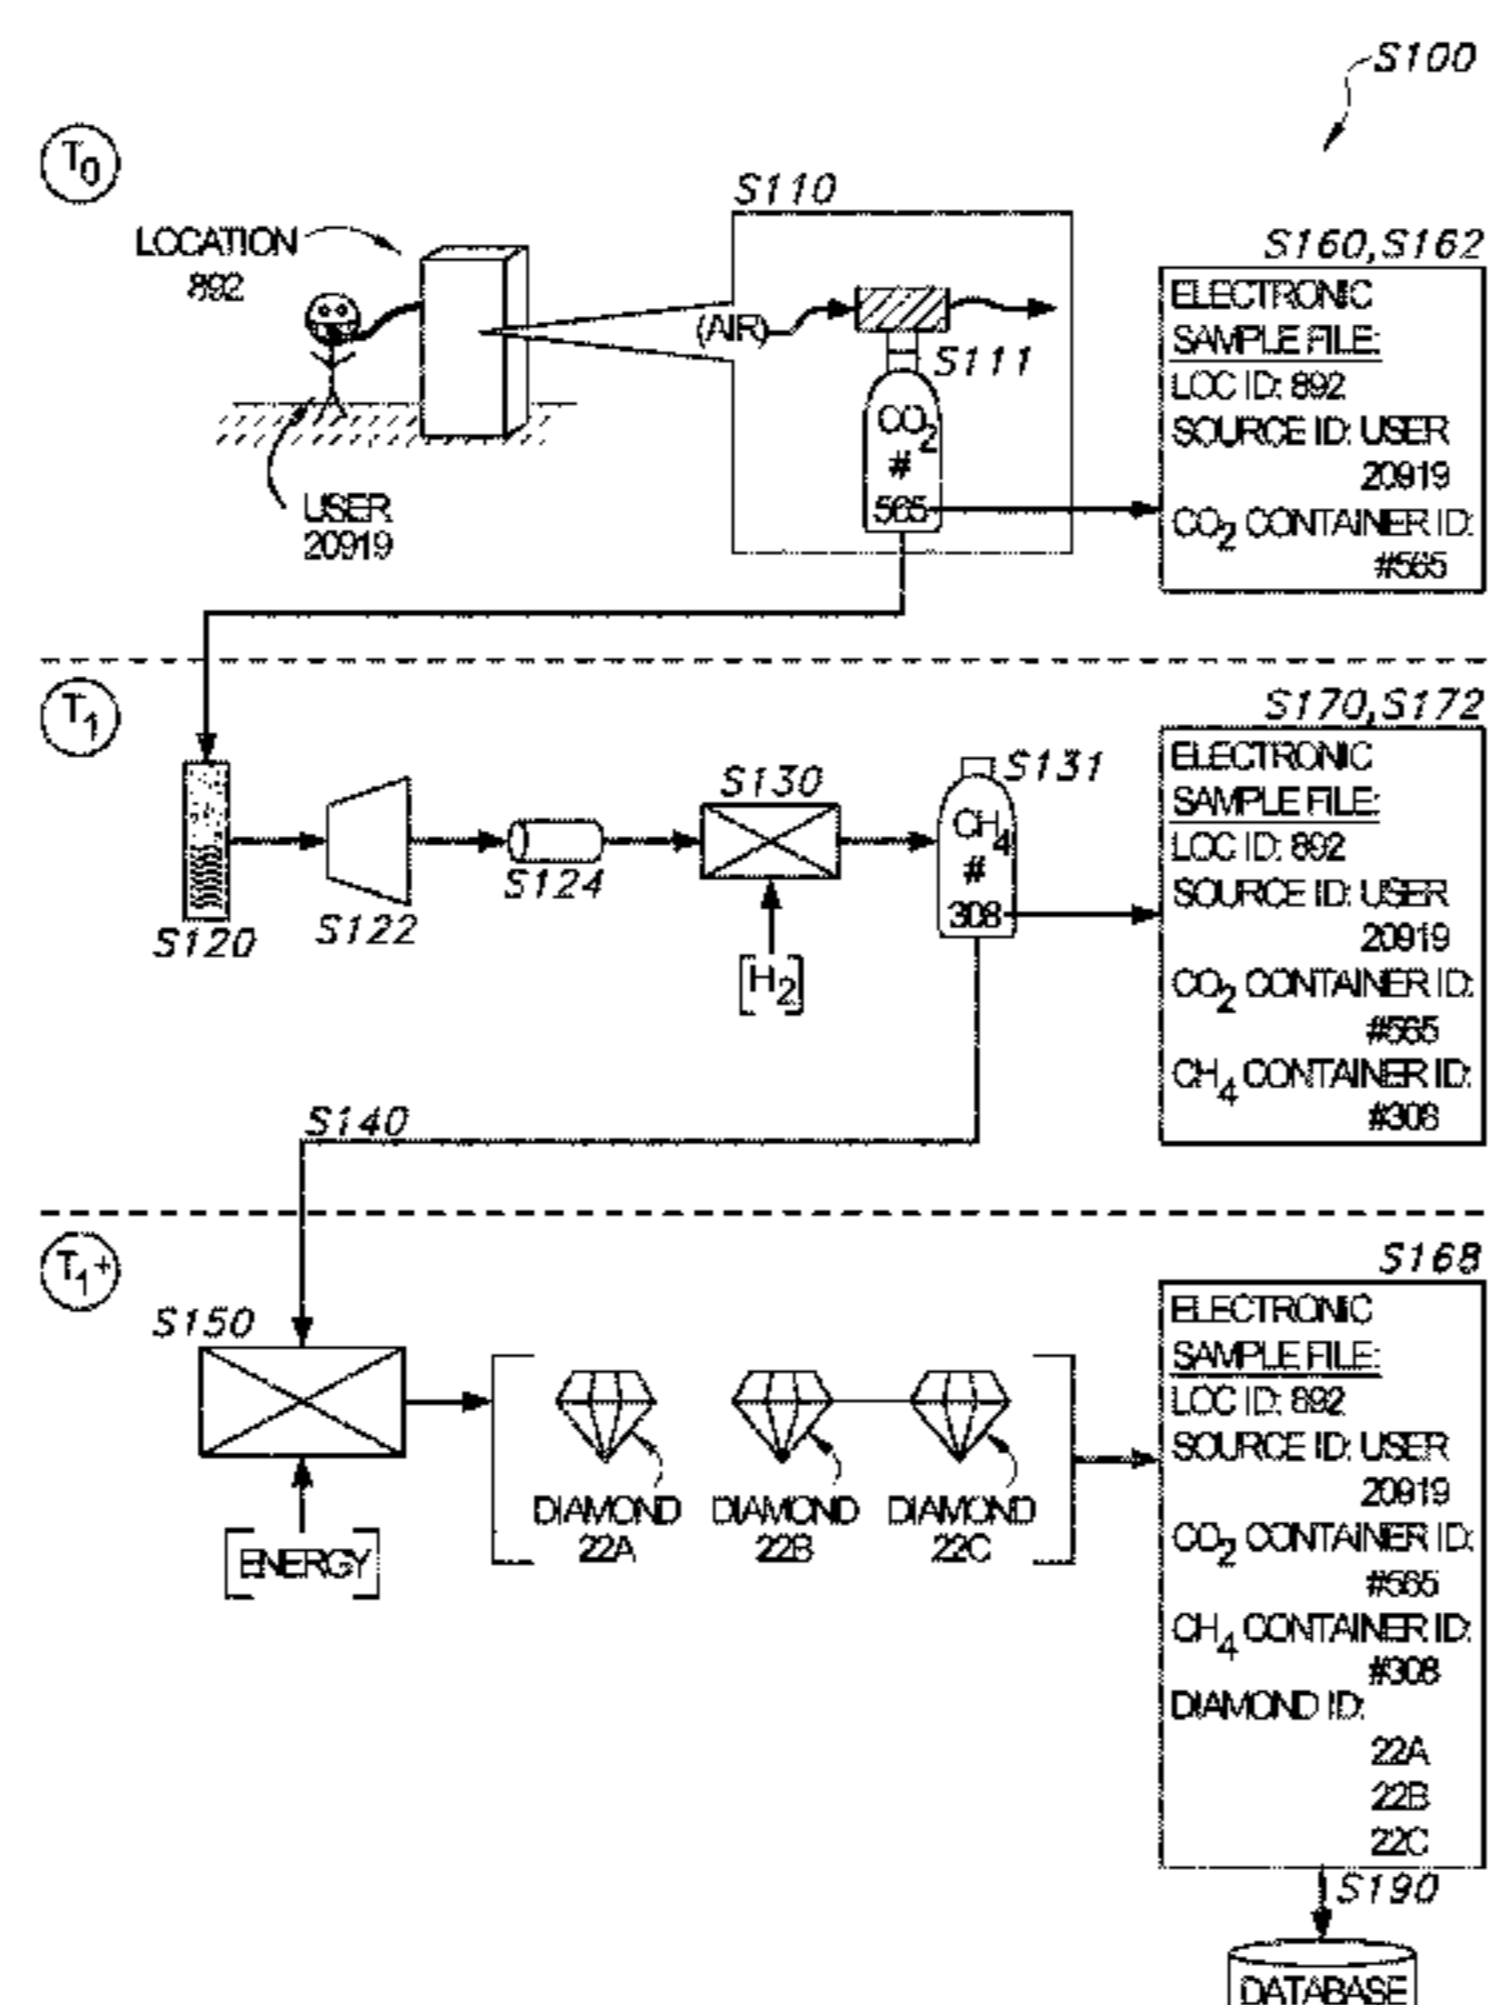 S100
T0
S110
LOCATION
892
(AIR)
S111
CO2
#
565
USER
20919
S160,S162
ELECTRONIC
SAMPLE FILE:
LOC ID: 892
SOURCE ID: USER
20919
CO2 CONTAINER ID:
#565
T1
S120
S122
S124
S130
[H2]
S131
CH4
#
308
S170,S172
ELECTRONIC
SAMPLE FILE:
LOC ID: 892
SOURCE ID: USER
20919
CO2 CONTAINER ID:
#565
CH4 CONTAINER ID:
#308
S140
T1+
S150
[ENERGY]
DIAMOND
22A
DIAMOND
22B
DIAMOND
22C
S168
ELECTRONIC
SAMPLE FILE:
LOC ID: 892
SOURCE ID: USER
20919
CO2 CONTAINER ID:
#565
CH4 CONTAINER ID:
#308
DIAMOND ID:
22A
22B
22C
S190
DATABASE